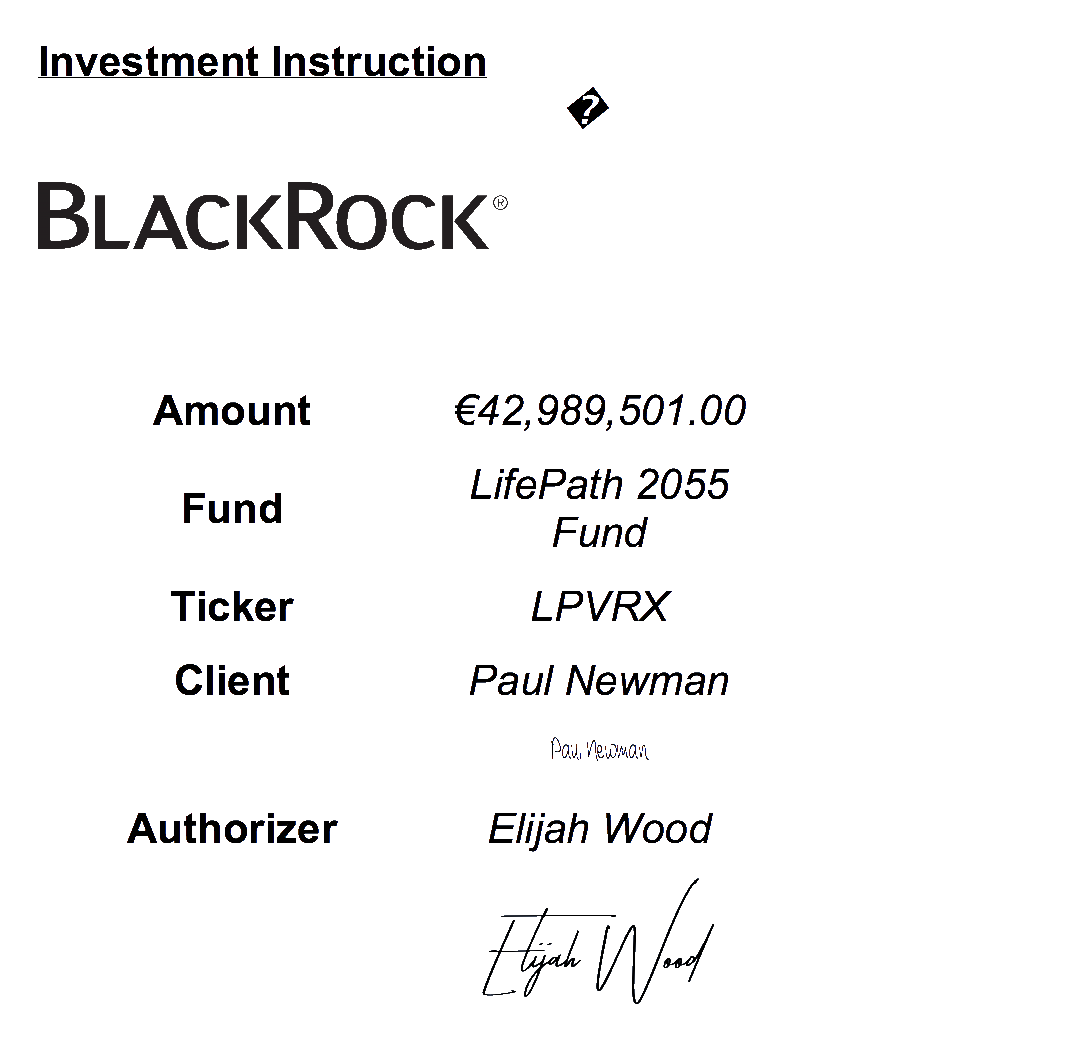 Investment Instruction
�
BLACKROCK®
Amount €42,989,501.00
Fund LifePath 2055
Fund
Ticker LPVRX
Client Paul Newman
Paul Newman
Authorizer Elijah Wood
Elijah Wood